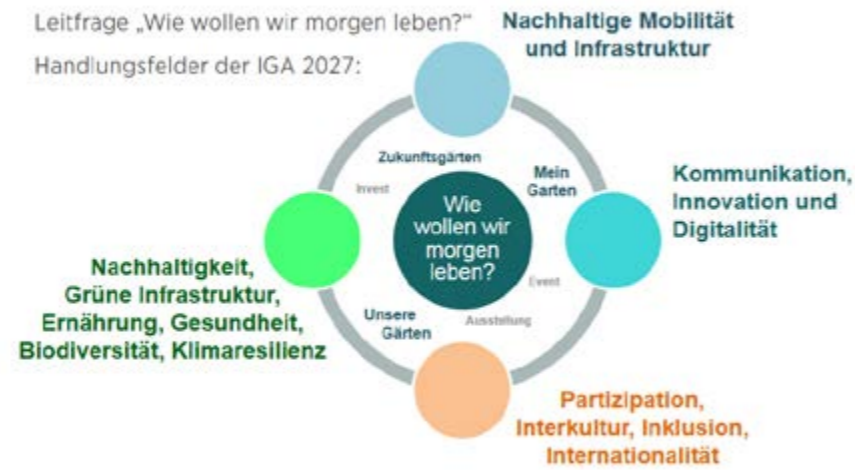 Leitfrage „Wie wollen wir morgen leben?“
Handlungsfelder der IGA 2027:
Nachhaltige Mobilität
und Infrastruktur
Zukunftsgärten
Mein
Garten
Invest
Kommunikation,
Innovation und
Digitalität
Wie
wollen wir
morgen
leben?
Nachhaltigkeit,
Grüne Infrastruktur,
Ernährung, Gesundheit,
Biodiversität, Klimaresilienz
Event
Unsere
Gärten
Ausstellung
Partizipation,
Interkultur, Inklusion,
Internationalität